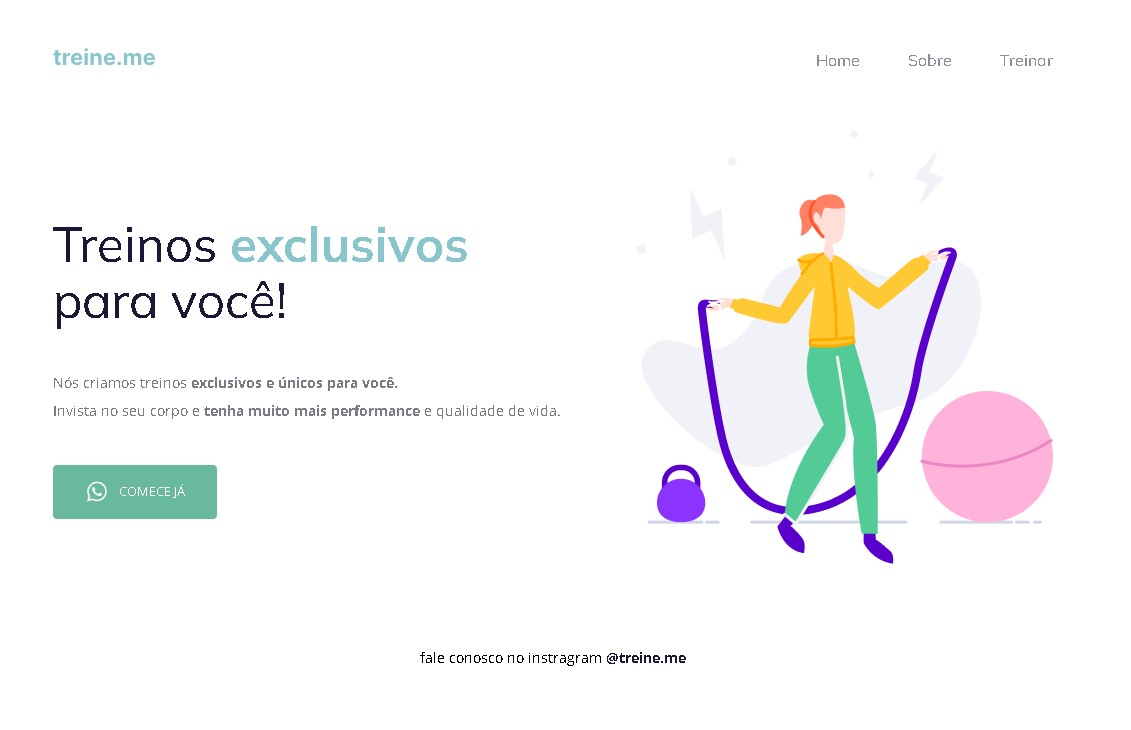 treine.me
Home Sobre Treinar
Treinos exclusivos
para você!
Nós criamos treinos exclusivos e únicos para você.
Invista no seu corpo e tenha muito mais performance e qualidade de vida.
COMECE JÁ
fale conosco no instragram @treine.me